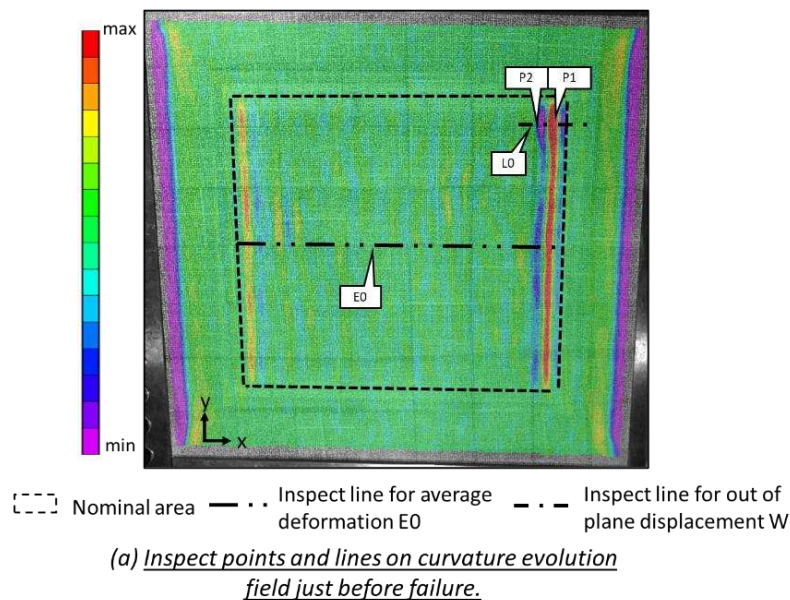 max
P2
P1
L0
E0
y
x
min
Nominal area
Inspect line for average
deformation E0
Inspect line for out of
plane displacement W
(a) Inspect points and lines on curvature evolution
field just before failure.